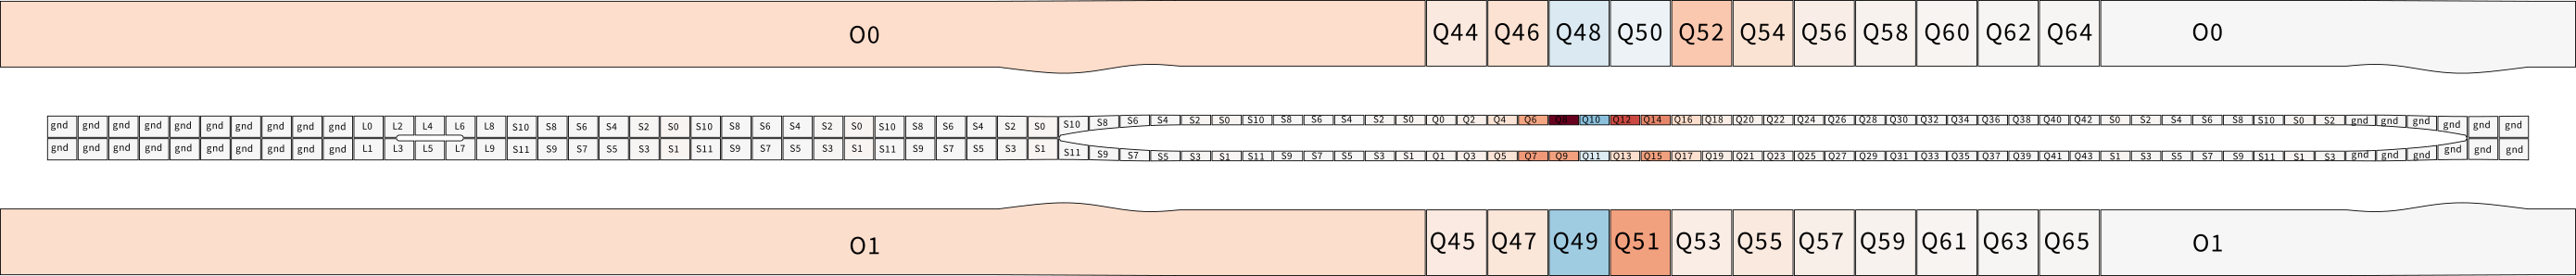 O0 Q44 Q46 Q48 Q50 Q52 Q54 Q56 Q58 Q60 Q62 Q64 O0
gnd gnd gnd gnd gnd gnd gnd gnd gnd gnd L0 L2 L4 L6 L8 S10 S8 S6 S4 S2 S0 S10 S8 S6 S4 S2 S0 S10 S8 S6 S4 S2 S0 S10 S8 S6 S4 S2 S0 S10 S8 S6 S4 S2 S0 Q0 Q2 Q4 Q6 Q8 Q10 Q12 Q14 Q16 Q18 Q20 Q22 Q24 Q26 Q28 Q30 Q32 Q34 Q36 Q38 Q40 Q42 S0 S2 S4 S6 S8 S10 S0 S2 gnd gnd gnd gnd gnd gnd
gnd gnd gnd gnd gnd gnd gnd gnd gnd gnd L1 L3 L5 L7 L9 S11 S9 S7 S5 S3 S1 S11 S9 S7 S5 S3 S1 S11 S9 S7 S5 S3 S1 S11 S9 S7 S5 S3 S1 S11 S9 S7 S5 S3 S1 Q1 Q3 Q5 Q7 Q9 Q11 Q13 Q15 Q17 Q19 Q21 Q23 Q25 Q27 Q29 Q31 Q33 Q35 Q37 Q39 Q41 Q43 S1 S3 S5 S7 S9 S11 S1 S3 gnd gnd gnd gnd gnd gnd
O1 Q45 Q47 Q49 Q51 Q53 Q55 Q57 Q59 Q61 Q63 Q65 O1